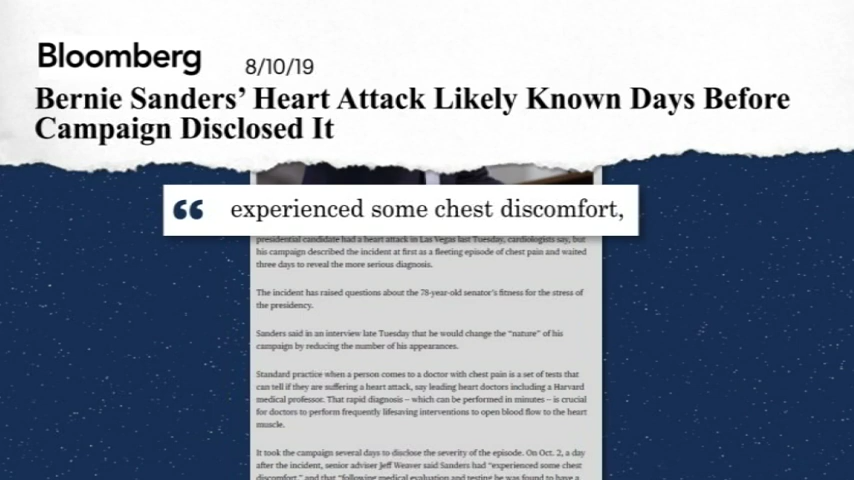 Bloomberg 8/10/19
Bernie Sanders’ Heart Attack Likely Known Days Before
Campaign Disclosed It
“ experienced some chest discomfort,
presidential candidate had a heart attack in Las Vegas last Tuesday, cardiologists say, but
his campaign described the incident at first as a fleeting episode of chest pain and waited
three days to reveal the more serious diagnosis.
The incident has raised questions about the 78-year-old senator’s fitness for the stress of
the presidency.
Sanders said in an interview late Tuesday that he would change the “nature” of his
campaign by reducing the number of his appearances.
Standard practice when a person comes to a doctor with chest pain is a set of tests that
can tell if they are suffering a heart attack, say leading heart doctors including a Harvard
medical professor. That rapid diagnosis – which can be performed in minutes – is crucial
for doctors to perform frequently lifesaving interventions to open blood flow to the heart
muscle.
It took the campaign several days to disclose the severity of the episode. On Oct. 2, a day
after the incident, senior adviser Jeff Weaver said Sanders had “experienced some chest
discomfort,” and that “following medical evaluation and testing he was found to have a